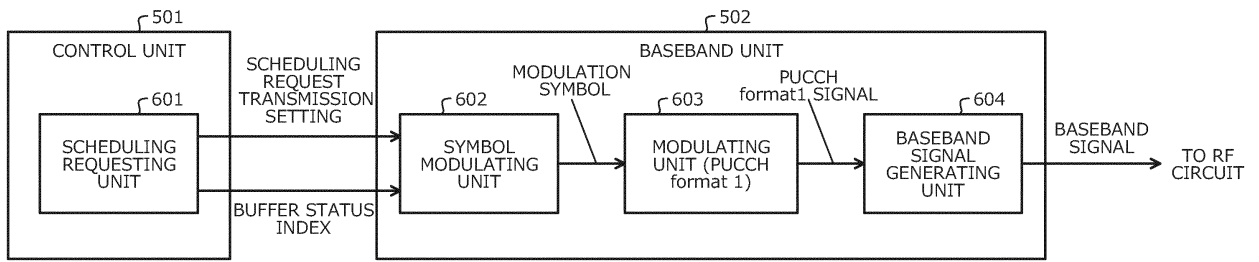 501
502
CONTROL UNIT
BASEBAND UNIT
SCHEDULING
REQUEST
TRANSMISSION
SETTING
601
SCHEDULING
REQUESTING
UNIT
BUFFER STATUS
INDEX
602
SYMBOL
MODULATING
UNIT
MODULATION
SYMBOL
603
MODULATING
UNIT (PUCCH
format 1)
PUCCH
format1 SIGNAL
604
BASEBAND
SIGNAL
GENERATING
UNIT
BASEBAND
SIGNAL
TO RF
CIRCUIT